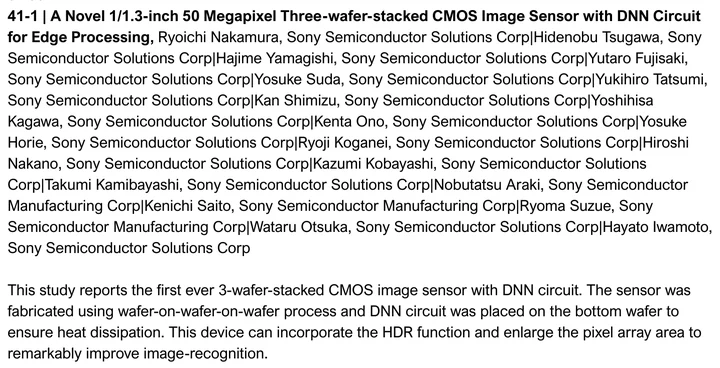 41-1 | A Novel 1/1.3-inch 50 Megapixel Three-wafer-stacked CMOS Image Sensor with DNN Circuit
for Edge Processing, Ryoichi Nakamura, Sony Semiconductor Solutions Corp|Hidenobu Tsugawa, Sony
Semiconductor Solutions Corp|Hajime Yamagishi, Sony Semiconductor Solutions Corp|Yutaro Fujisaki,
Sony Semiconductor Solutions Corp|Yosuke Suda, Sony Semiconductor Solutions Corp|Yukihiro Tatsumi,
Sony Semiconductor Solutions Corp|Kan Shimizu, Sony Semiconductor Solutions Corp|Yoshihisa
Kagawa, Sony Semiconductor Solutions Corp|Kenta Ono, Sony Semiconductor Solutions Corp|Yosuke
Horie, Sony Semiconductor Solutions Corp|Ryoji Koganei, Sony Semiconductor Solutions Corp|Hiroshi
Nakano, Sony Semiconductor Solutions Corp|Kazumi Kobayashi, Sony Semiconductor Solutions
Corp|Takumi Kamibayashi, Sony Semiconductor Solutions Corp|Nobutatsu Araki, Sony Semiconductor
Manufacturing Corp|Kenichi Saito, Sony Semiconductor Manufacturing Corp|Ryoma Suzue, Sony
Semiconductor Manufacturing Corp|Wataru Otsuka, Sony Semiconductor Solutions Corp|Hayato Iwamoto,
Sony Semiconductor Solutions Corp
This study reports the first ever 3-wafer-stacked CMOS image sensor with DNN circuit. The sensor was
fabricated using wafer-on-wafer-on-wafer process and DNN circuit was placed on the bottom wafer to
ensure heat dissipation. This device can incorporate the HDR function and enlarge the pixel array area to
remarkably improve image-recognition.